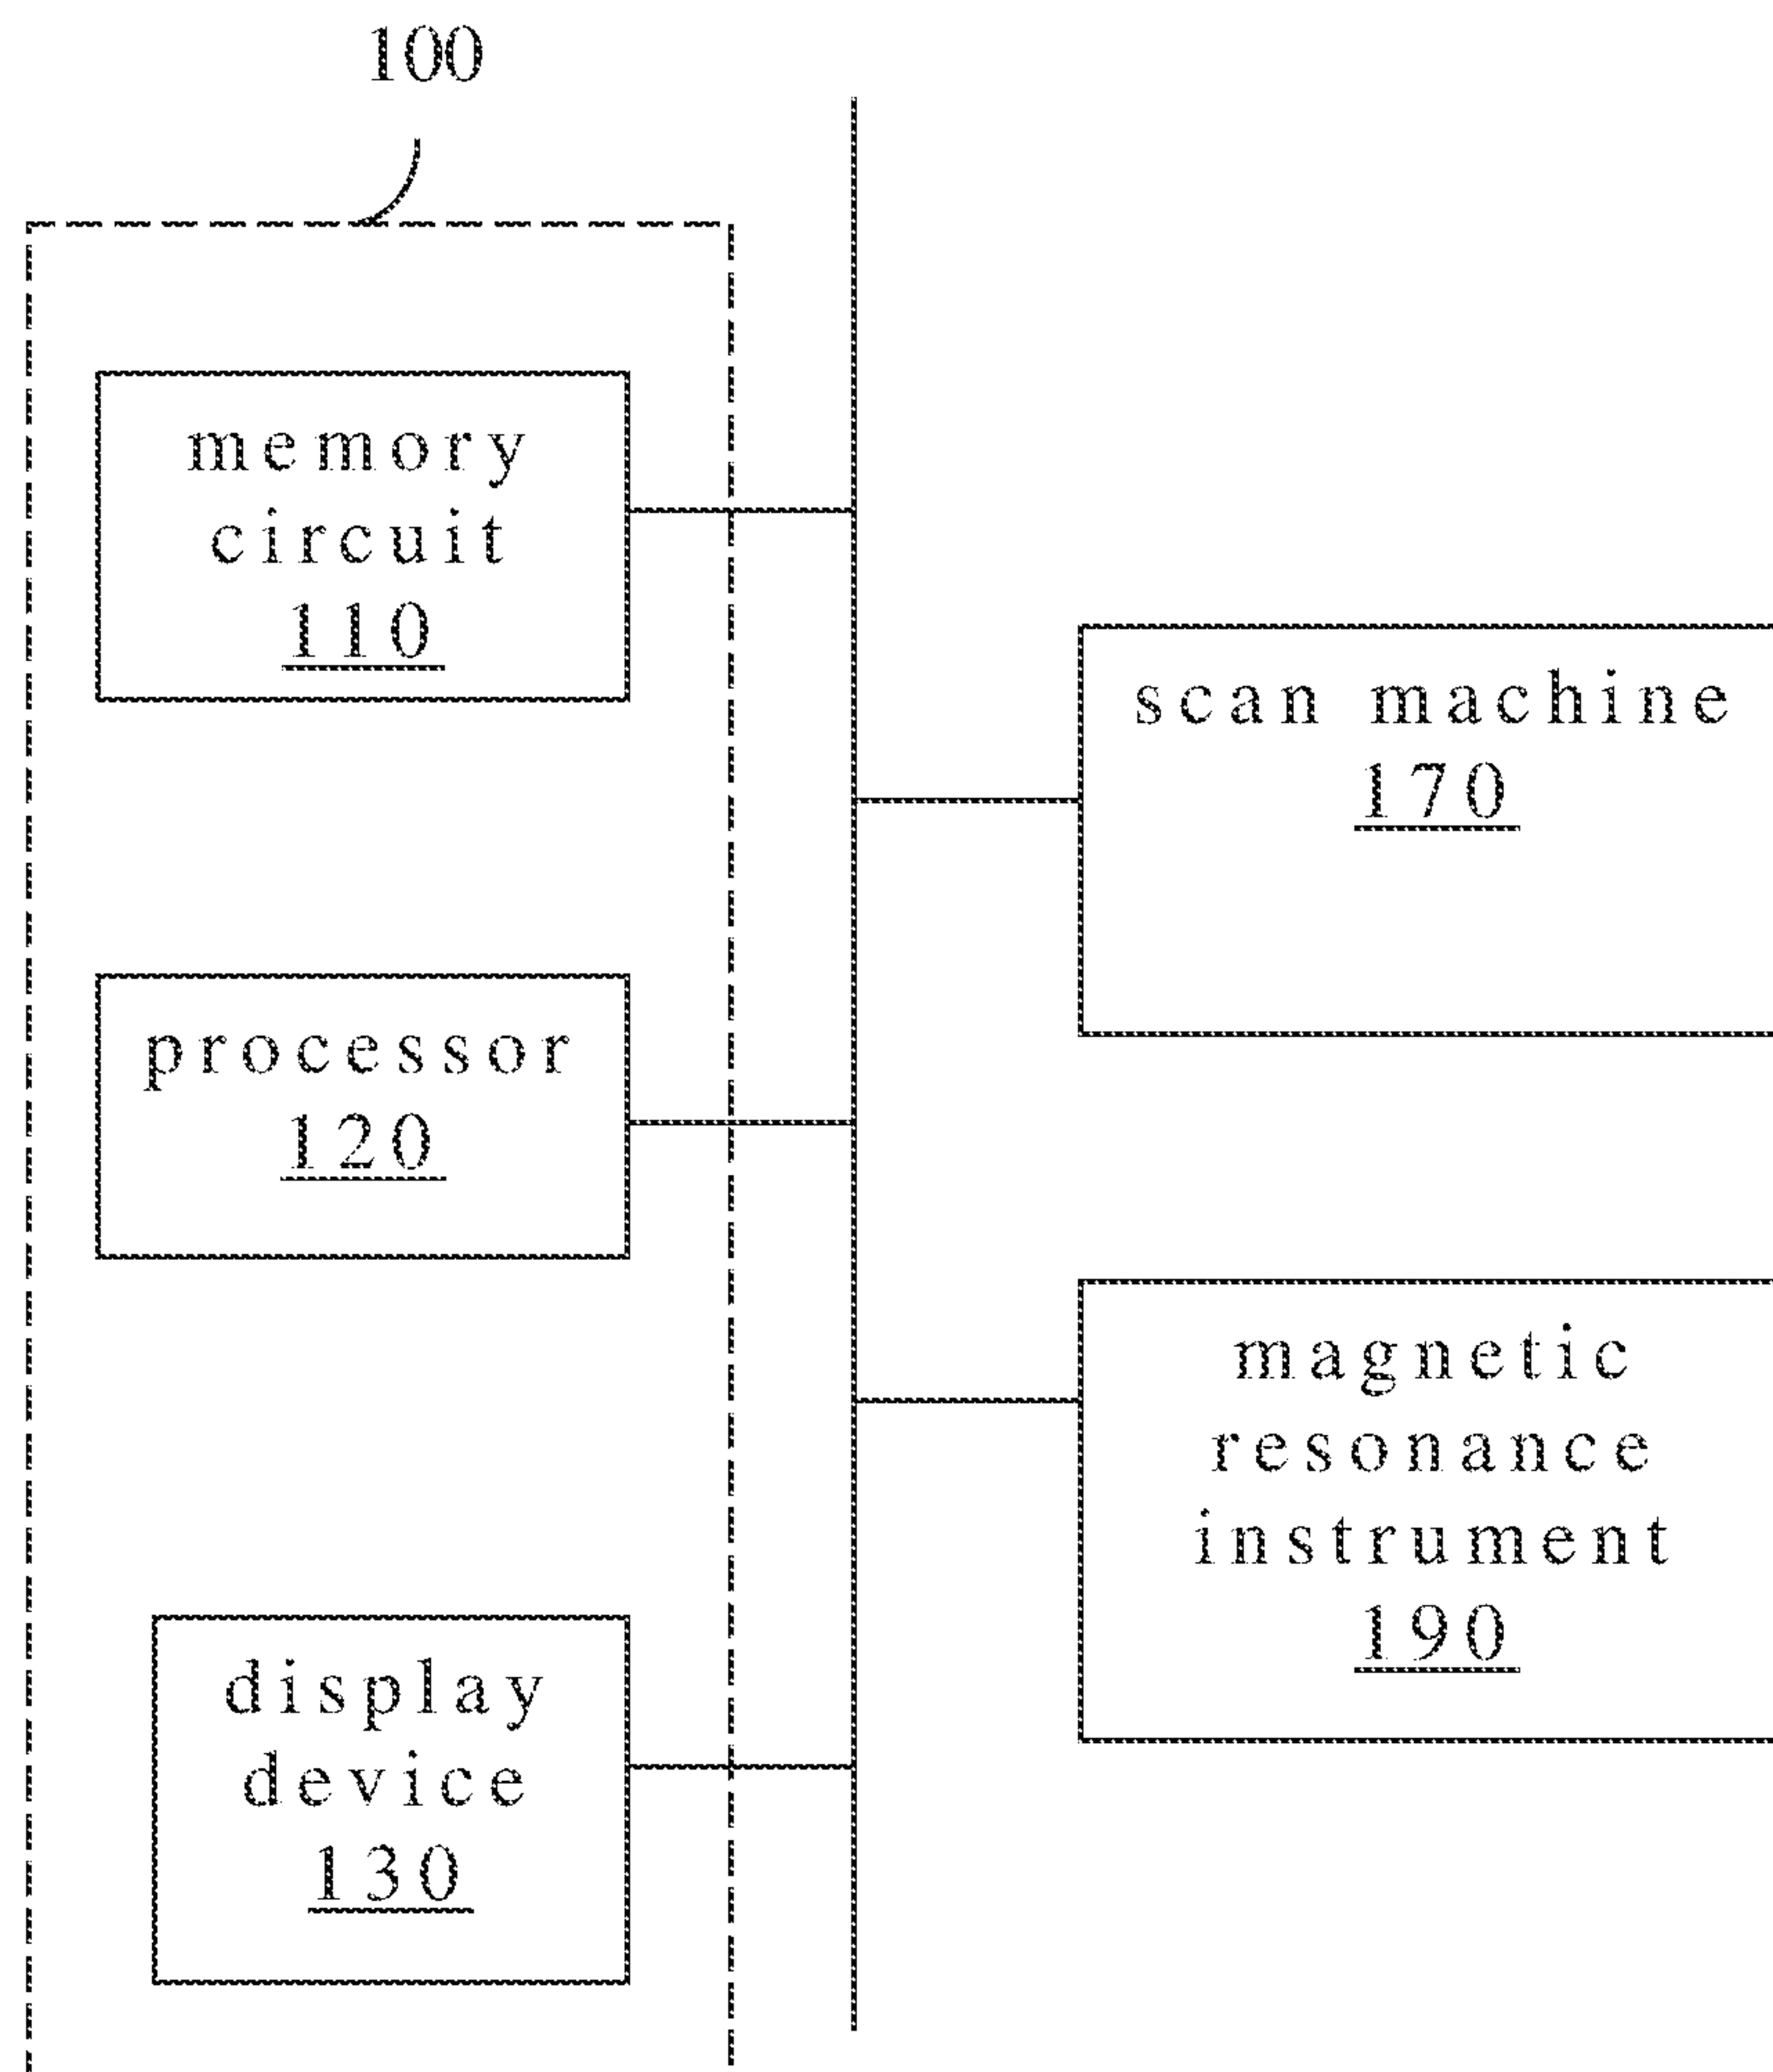 100
memory
circuit
110
scan machine
170
processor
120
magnetic
resonance
instrument
190
display
device
130